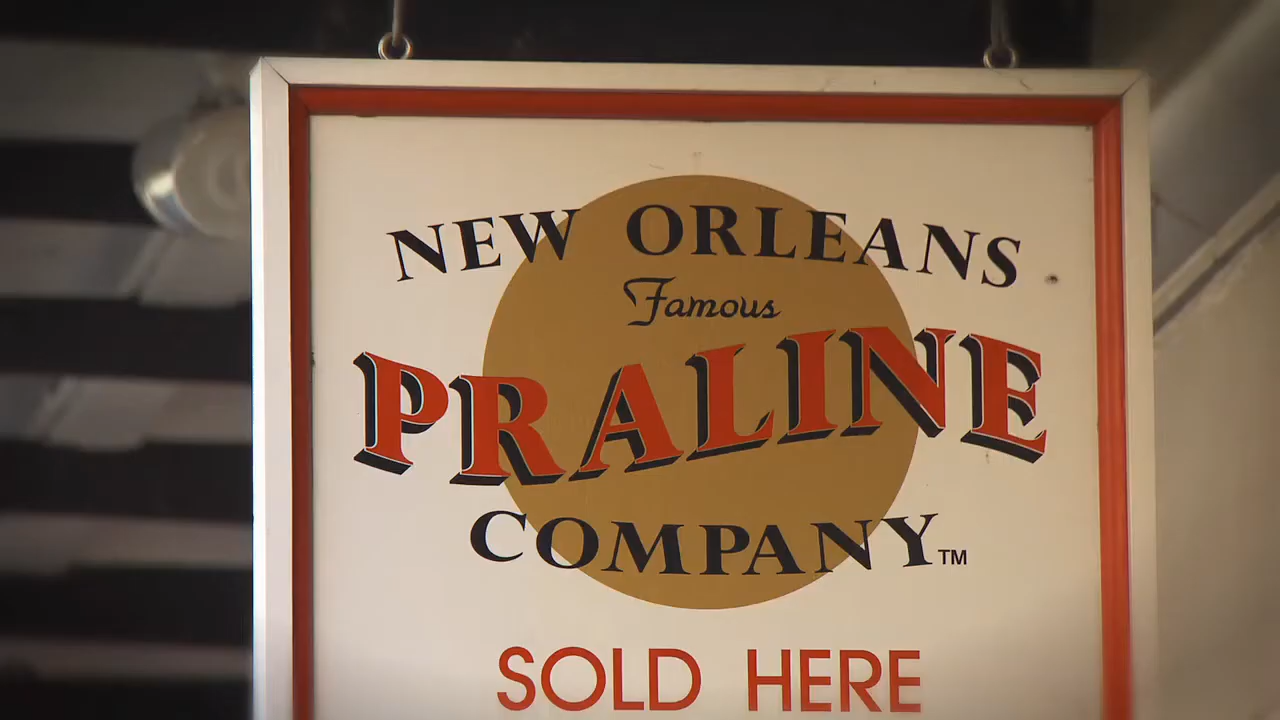 NEW ORLEANS
Famous
PRALINE
COMPANY™
SOLD HERE